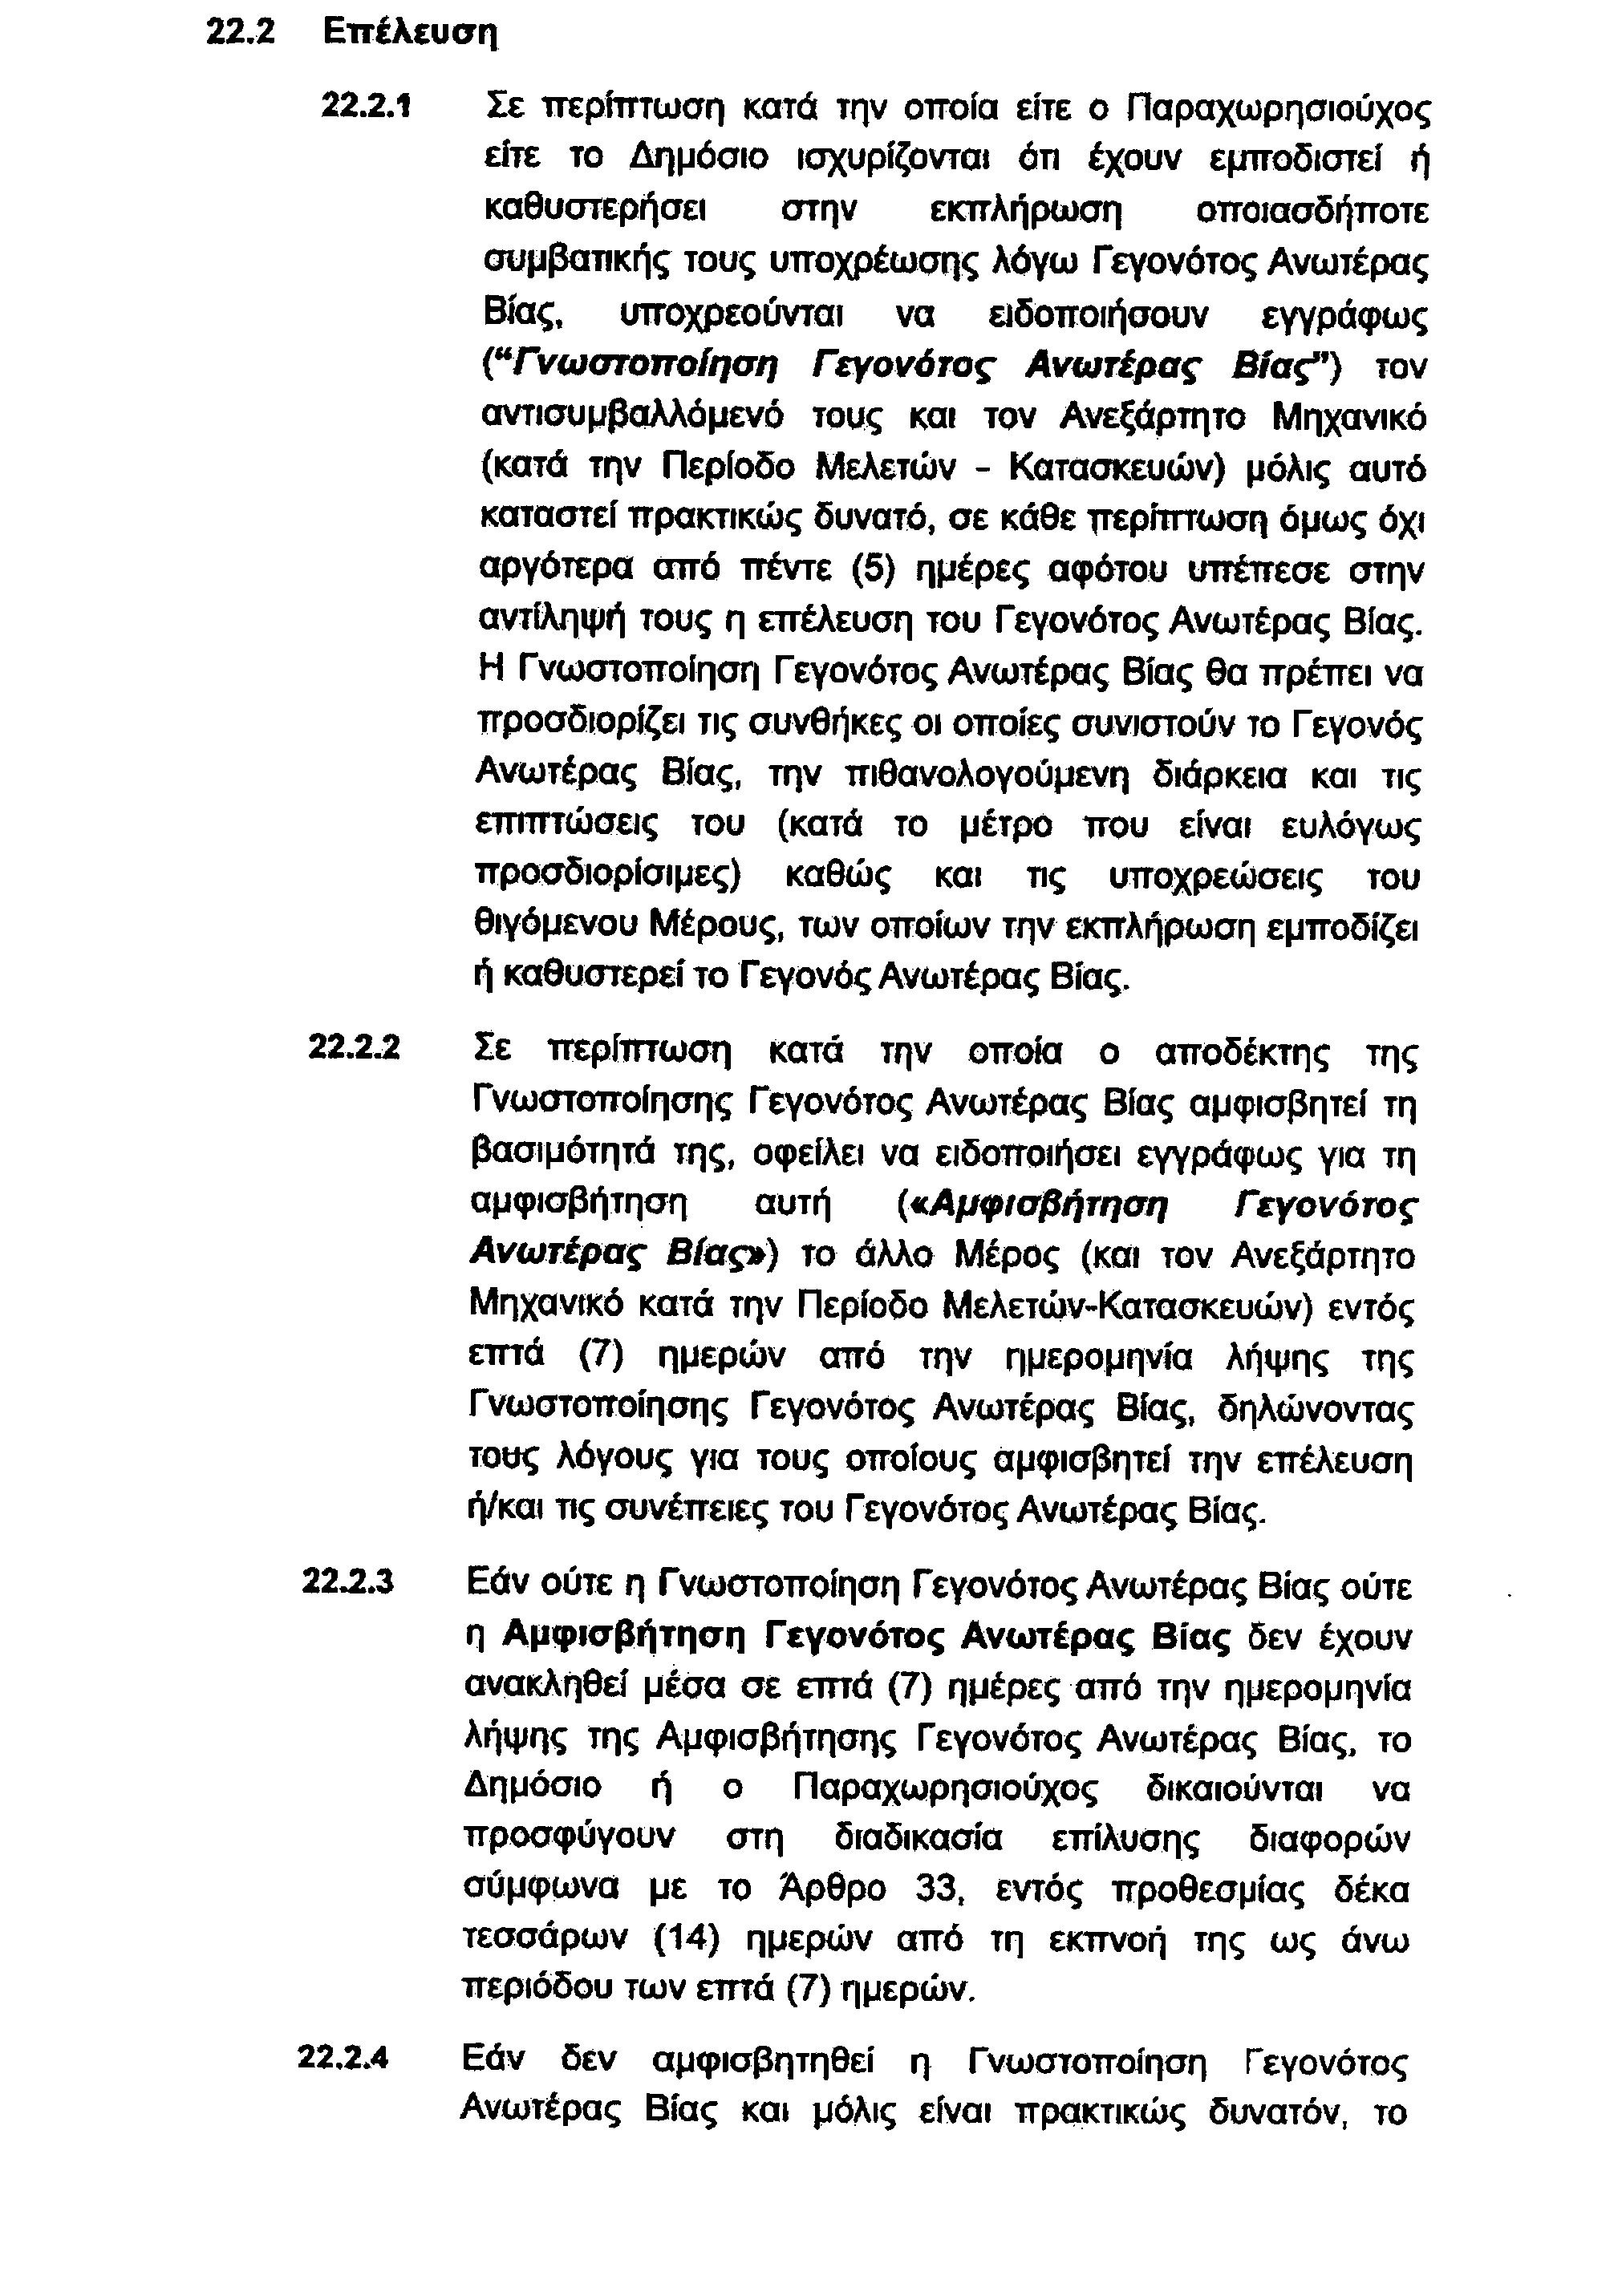 22.2 Επέλευση
22.2.1 Σε περίπτωση κατά την οποία είτε ο Παραχωρησιούχος
είτε το Δημόσιο ισχυρίζονται ότι έχουν εμποδιστεί ή
καθυστερήσει στην εκπλήρωση οποιασδήποτε
συμβατικής τους υποχρέωσης λόγω Γεγονότος Ανωτέρας
Βίας, υποχρεούνται να ειδοποιήσουν εγγράφως
(“Γνωστοποίηση Γεγονότος Ανωτέρας Βίας”) τον
αντισυμβαλλόμενό τους και τον Ανεξάρτητο Μηχανικό
(κατά την Περίοδο Μελετών - Κατασκευών) μόλις αυτό
καταστεί πρακτικώς δυνατό, σε κάθε περίπτωση όμως όχι
αργότερα από πέντε (5) ημέρες αφότου υπέπεσε στην
αντίληψή τους η επέλευση του Γεγονότος Ανωτέρας Βίας.
Η Γνωστοποίηση Γεγονότος Ανωτέρας Βίας θα πρέπει να
προσδιορίζει τις συνθήκες οι οποίες συνιστούν το Γεγονός
Ανωτέρας Βίας, την πιθανολογούμενη διάρκεια και τις
επιπτώσεις του (κατά το μέτρο που είναι ευλόγως
προσδιορίσιμες) καθώς και τις υποχρεώσεις του
θιγόμενου Μέρους, των οποίων την εκπλήρωση εμποδίζει
ή καθυστερεί το Γεγονός Ανωτέρας Βίας.
22.2.2 Σε περίπτωση κατά την οποία ο αποδέκτης της
Γνωστοποίησης Γεγονότος Ανωτέρας Βίας αμφισβητεί τη
βασιμότητά της, οφείλει να ειδοποιήσει εγγράφως για τη
αμφισβήτηση αυτή («Αμφισβήτηση Γεγονότος
Ανωτέρας Βίας») το άλλο Μέρος (και τον Ανεξάρτητο
Μηχανικό κατά την Περίοδο Μελετών-Κατασκευών) εντός
επτά (7) ημερών από την ημερομηνία λήψης της
Γνωστοποίησης Γεγονότος Ανωτέρας Βίας, δηλώνοντας
τους λόγους για τους οποίους αμφισβητεί την επέλευση
ή/και τις συνέπειες του Γεγονότος Ανωτέρας Βίας.
22.2.3 Εάν ούτε η Γνωστοποίηση Γεγονότος Ανωτέρας Βίας ούτε
η Αμφισβήτηση Γεγονότος Ανωτέρας Βίας δεν έχουν
ανακληθεί μέσα σε επτά (7) ημέρες από την ημερομηνία
λήψης της Αμφισβήτησης Γεγονότος Ανωτέρας Βίας, το
Δημόσιο ή ο Παραχωρησιούχος δικαιούνται να
προσφύγουν στη διαδικασία επίλυσης διαφορών
σύμφωνα με το Άρθρο 33, εντός προθεσμίας δέκα
τεσσάρων (14) ημερών από τη εκπνοή της ως άνω
περιόδου των επτά (7) ημερών.
22.2.4 Εάν δεν αμφισβητηθεί η Γνωστοποίηση Γεγονότος
Ανωτέρας Βίας και μόλις είναι πρακτικώς δυνατόν, το